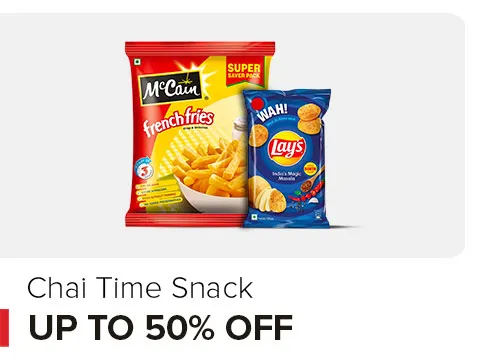 SUPER
SAVER PACK
McCain
french fries
WAH!
Lay's
India's Magic
Masala
Chai Time Snack
UP TO 50% OFF